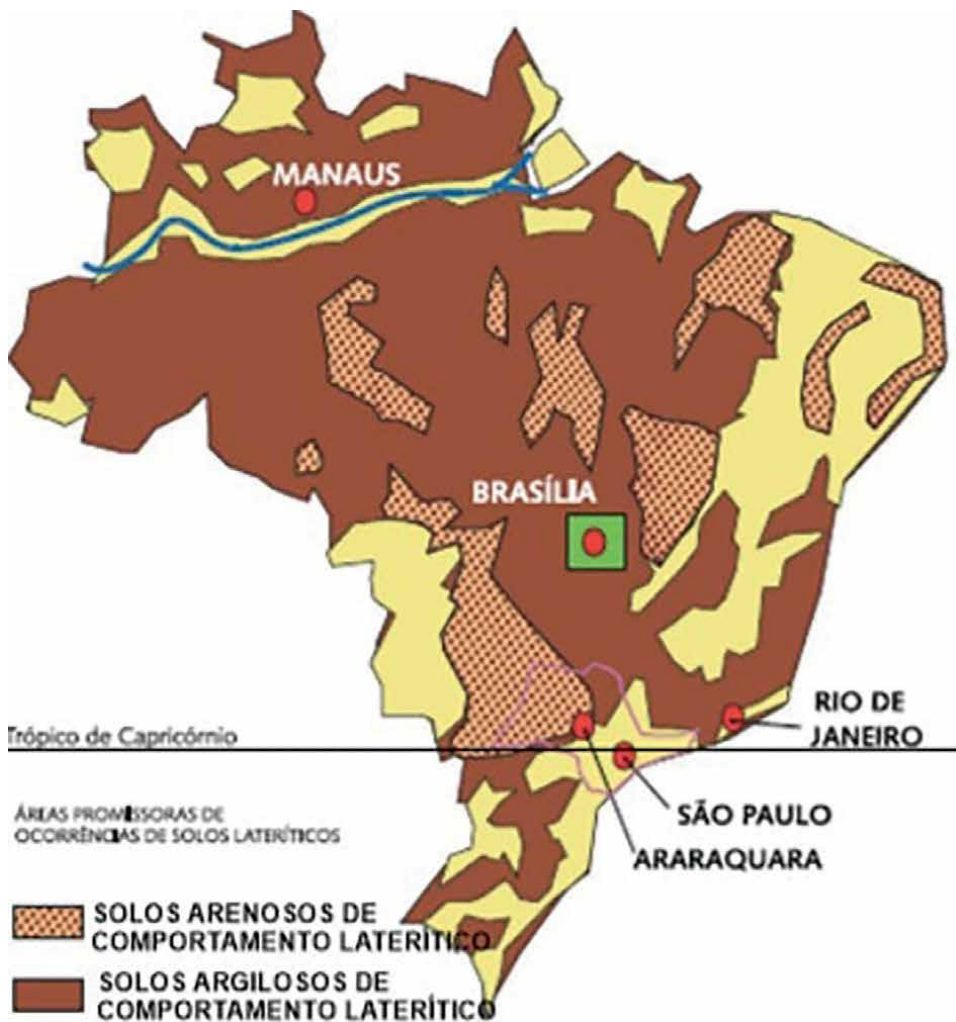 MANAUS
BRASÍLIA
RIO DE
JANEIRO
Trópico de Capricórnio
SÃO PAULO
ARARAQUARA
ÁREAS PROMISSORAS DE
OCORRÊNCIAS DE SOLOS LATERÍTICOS
SOLOS ARENOSOS DE
COMPORTAMENTO LATERÍTICO
SOLOS ARGILOSOS DE
COMPORTAMENTO LATERÍTICO